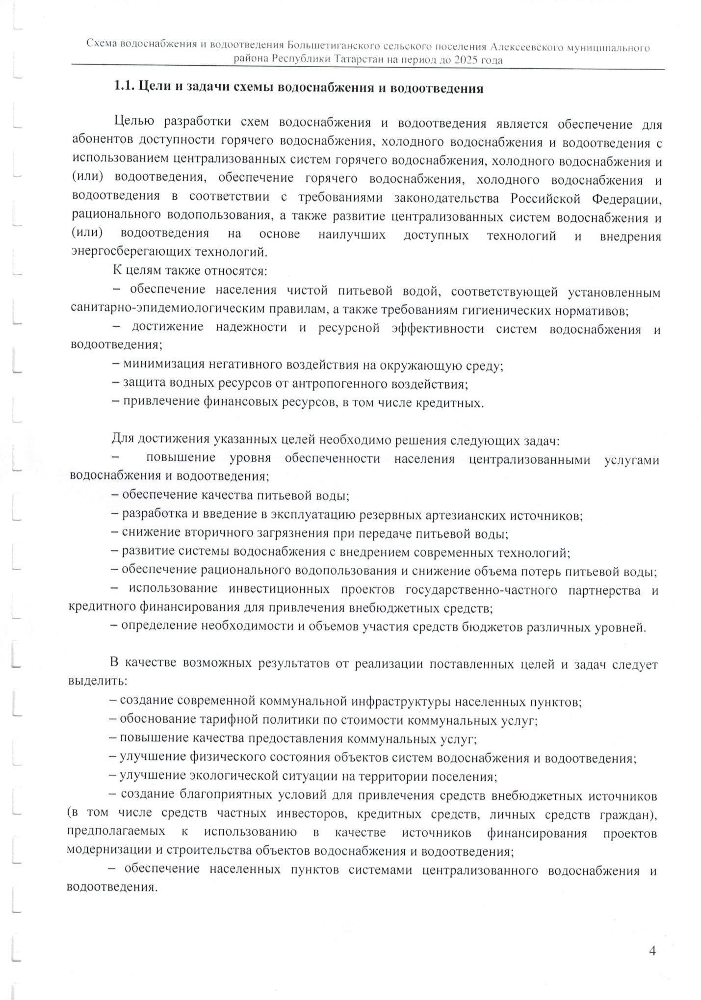 Схема водоснабжения и водоотведения Большетиганского сельского поселения Алексеевского муниципального
района Республики Татарстан на период до 2025 года
1.1. Цели и задачи схемы водоснабжения и водоотведения
Целью разработки схем водоснабжения и водоотведения является обеспечение для
абонентов доступности горячего водоснабжения, холодного водоснабжения и водоотведения с
использованием централизованных систем горячего водоснабжения, холодного водоснабжения и
(или) водоотведения, обеспечение горячего водоснабжения, холодного водоснабжения и
водоотведения в соответствии с требованиями законодательства Российской Федерации,
рационального водопользования, а также развитие централизованных систем водоснабжения и
(или) водоотведения на основе наилучших доступных технологий и внедрения
энергосберегающих технологий.
К целям также относятся:
– обеспечение населения чистой питьевой водой, соответствующей установленным
санитарно-эпидемиологическим правилам, а также требованиям гигиенических нормативов;
– достижение надежности и ресурсной эффективности систем водоснабжения и
водоотведения;
– минимизация негативного воздействия на окружающую среду;
– защита водных ресурсов от антропогенного воздействия;
– привлечение финансовых ресурсов, в том числе кредитных.
Для достижения указанных целей необходимо решения следующих задач:
– повышение уровня обеспеченности населения централизованными услугами
водоснабжения и водоотведения;
– обеспечение качества питьевой воды;
– разработка и введение в эксплуатацию резервных артезианских источников;
– снижение вторичного загрязнения при передаче питьевой воды;
– развитие системы водоснабжения с внедрением современных технологий;
– обеспечение рационального водопользования и снижение объема потерь питьевой воды;
– использование инвестиционных проектов государственно-частного партнерства и
кредитного финансирования для привлечения внебюджетных средств;
– определение необходимости и объемов участия средств бюджетов различных уровней.
В качестве возможных результатов от реализации поставленных целей и задач следует
выделить:
– создание современной коммунальной инфраструктуры населенных пунктов;
– обоснование тарифной политики по стоимости коммунальных услуг;
– повышение качества предоставления коммунальных услуг;
– улучшение физического состояния объектов систем водоснабжения и водоотведения;
– улучшение экологической ситуации на территории поселения;
– создание благоприятных условий для привлечения средств внебюджетных источников
(в том числе средств частных инвесторов, кредитных средств, личных средств граждан),
предполагаемых к использованию в качестве источников финансирования проектов
модернизации и строительства объектов водоснабжения и водоотведения;
– обеспечение населенных пунктов системами централизованного водоснабжения и
водоотведения.
4